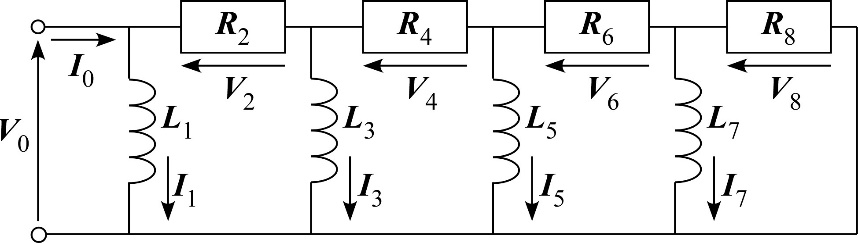 R₂ R₄ R₆ R₈
I₀ V₂ V₄ V₆ V₈
V₀ L₁ L₃ L₅ L₇
I₁ I₃ I₅ I₇